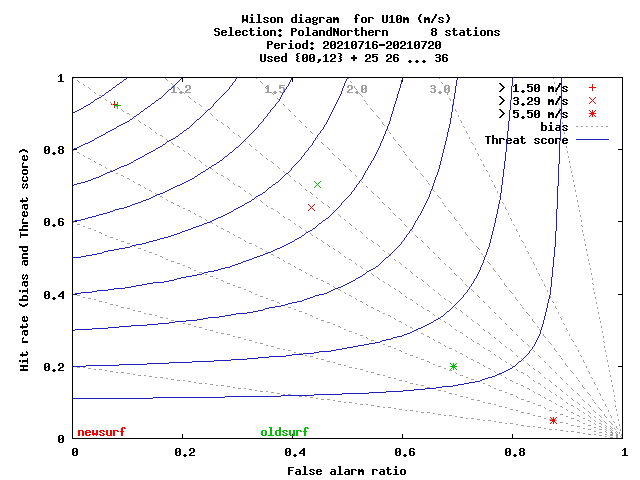 Wilson diagram  for U10m (m/s)
Selection: PolandNorthern      8 stations
Period: 20210716-20210720
Used {00,12} + 25 26 ... 36
1.2 1.5 2.0 3.0
> 1.50 m/s
> 3.29 m/s
> 5.50 m/s
bias
Threat score
1
0.8
0.6
0.4
0.2
0
Hit rate (bias and Threat score)
newsurf oldsurf
0 0.2 0.4 0.6 0.8 1
False alarm ratio